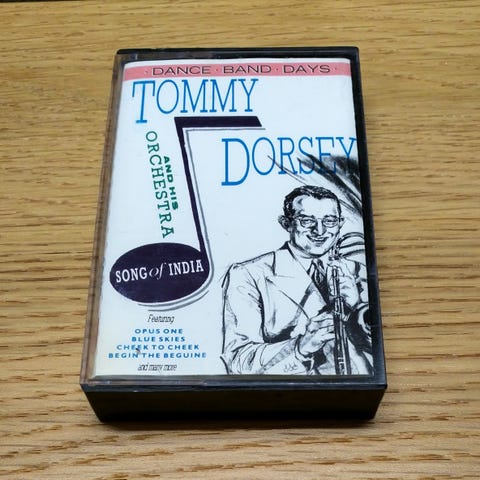 · DANCE · BAND · DAYS ·
TOMMY
DORSEY
AND HIS
ORCHESTRA
SONG of INDIA
Featuring
OPUS ONE
BLUE SKIES
CHEEK TO CHEEK
BEGIN THE BEGUINE
and many more